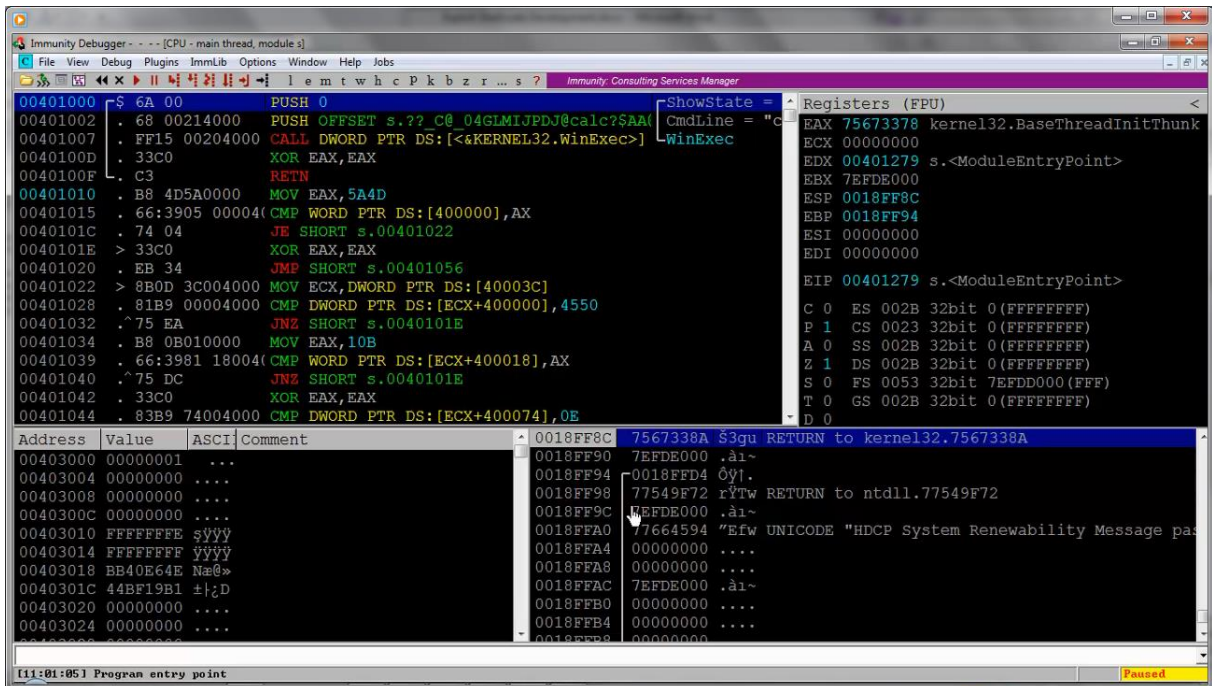 Immunity Debugger - - - - [CPU - main thread, module s]
File View Debug Plugins ImmLib Options Window Help Jobs
l e m t w h c P k b z r ... s ? Immunity: Consulting Services Manager
00401000 $ 6A 00 PUSH 0 ShowState =
00401002 . 68 00214000 PUSH OFFSET s.??_C@_04GLMIJPDJ@calc?$AA( CmdLine = "c
00401007 . FF15 00204000 CALL DWORD PTR DS:[<&KERNEL32.WinExec>] WinExec
0040100D . 33C0 XOR EAX,EAX
0040100F . C3 RETN
00401010 . B8 4D5A0000 MOV EAX,5A4D
00401015 . 66:3905 00004( CMP WORD PTR DS:[400000],AX
0040101C . 74 04 JE SHORT s.00401022
0040101E > 33C0 XOR EAX,EAX
00401020 . EB 34 JMP SHORT s.00401056
00401022 > 8B0D 3C004000 MOV ECX,DWORD PTR DS:[40003C]
00401028 . 81B9 00004000 CMP DWORD PTR DS:[ECX+400000],4550
00401032 .^75 EA JNZ SHORT s.0040101E
00401034 . B8 0B010000 MOV EAX,10B
00401039 . 66:3981 18004( CMP WORD PTR DS:[ECX+400018],AX
00401040 .^75 DC JNZ SHORT s.0040101E
00401042 . 33C0 XOR EAX,EAX
00401044 . 83B9 74004000 CMP DWORD PTR DS:[ECX+400074],0E
Registers (FPU) <
EAX 75673378 kernel32.BaseThreadInitThunk
ECX 00000000
EDX 00401279 s.<ModuleEntryPoint>
EBX 7EFDE000
ESP 0018FF8C
EBP 0018FF94
ESI 00000000
EDI 00000000
EIP 00401279 s.<ModuleEntryPoint>
C 0 ES 002B 32bit 0(FFFFFFFF)
P 1 CS 0023 32bit 0(FFFFFFFF)
A 0 SS 002B 32bit 0(FFFFFFFF)
Z 1 DS 002B 32bit 0(FFFFFFFF)
S 0 FS 0053 32bit 7EFDD000(FFF)
T 0 GS 002B 32bit 0(FFFFFFFF)
D 0
Address Value ASCI Comment
00403000 00000001 ...
00403004 00000000 ....
00403008 00000000 ....
0040300C 00000000 ....
00403010 FFFFFFFE şÿÿÿ
00403014 FFFFFFFF ÿÿÿÿ
00403018 BB40E64E Næ@»
0040301C 44BF19B1 ±├¿D
00403020 00000000 ....
00403024 00000000 ....
0018FF8C 7567338A Š3gu RETURN to kernel32.7567338A
0018FF90 7EFDE000 .àı~
0018FF94 0018FFD4 Ôÿ↑.
0018FF98 77549F72 rŸTw RETURN to ntdll.77549F72
0018FF9C 7EFDE000 .àı~
0018FFA0 77664594 ”Efw UNICODE "HDCP System Renewability Message pas
0018FFA4 00000000 ....
0018FFA8 00000000 ....
0018FFAC 7EFDE000 .àı~
0018FFB0 00000000 ....
0018FFB4 00000000 ....
0018FFB8 00000000
[11:01:05] Program entry point
Paused